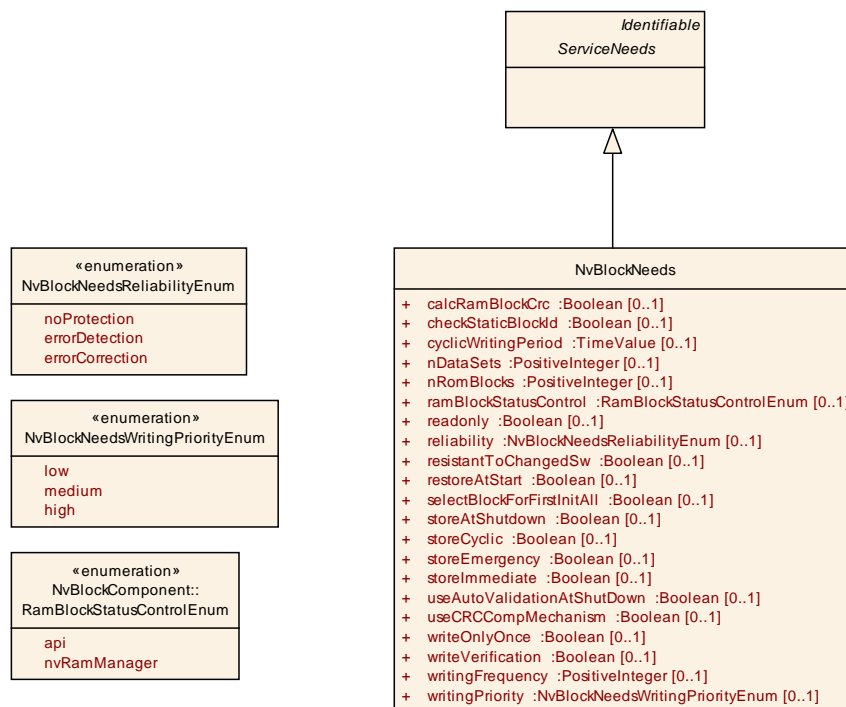 Identifiable
ServiceNeeds
«enumeration»
NvBlockNeedsReliabilityEnum
noProtection
errorDetection
errorCorrection
«enumeration»
NvBlockNeedsWritingPriorityEnum
low
medium
high
«enumeration»
NvBlockComponent::
RamBlockStatusControlEnum
api
nvRamManager
NvBlockNeeds
+ calcRamBlockCrc :Boolean [0..1]
+ checkStaticBlockId :Boolean [0..1]
+ cyclicWritingPeriod :TimeValue [0..1]
+ nDataSets :PositiveInteger [0..1]
+ nRomBlocks :PositiveInteger [0..1]
+ ramBlockStatusControl :RamBlockStatusControlEnum [0..1]
+ readonly :Boolean [0..1]
+ reliability :NvBlockNeedsReliabilityEnum [0..1]
+ resistantToChangedSw :Boolean [0..1]
+ restoreAtStart :Boolean [0..1]
+ selectBlockForFirstInitAll :Boolean [0..1]
+ storeAtShutdown :Boolean [0..1]
+ storeCyclic :Boolean [0..1]
+ storeEmergency :Boolean [0..1]
+ storeImmediate :Boolean [0..1]
+ useAutoValidationAtShutDown :Boolean [0..1]
+ useCRCCompMechanism :Boolean [0..1]
+ writeOnlyOnce :Boolean [0..1]
+ writeVerification :Boolean [0..1]
+ writingFrequency :PositiveInteger [0..1]
+ writingPriority :NvBlockNeedsWritingPriorityEnum [0..1]